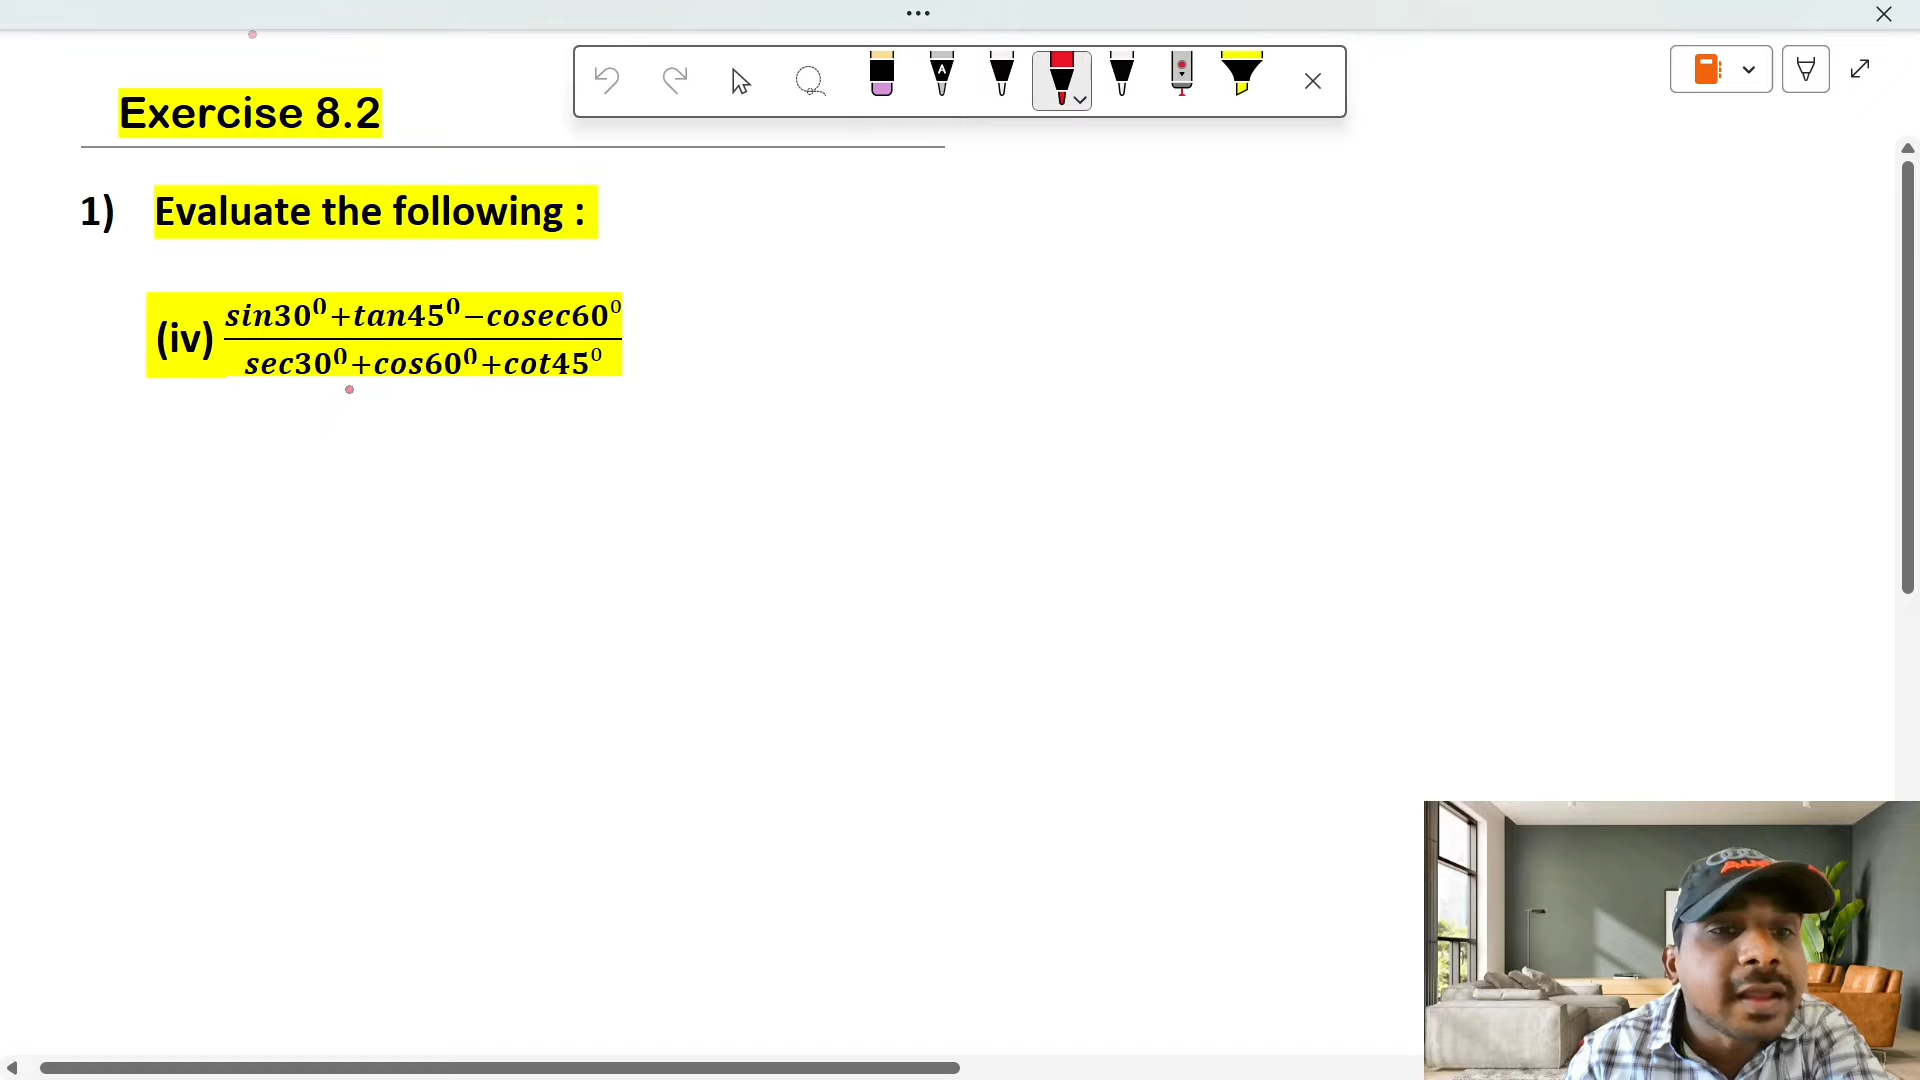 Exercise 8.2
1) Evaluate the following :
(iv) sin30⁰+tan45⁰−cosec60⁰
sec30⁰+cos60⁰+cot45⁰
A